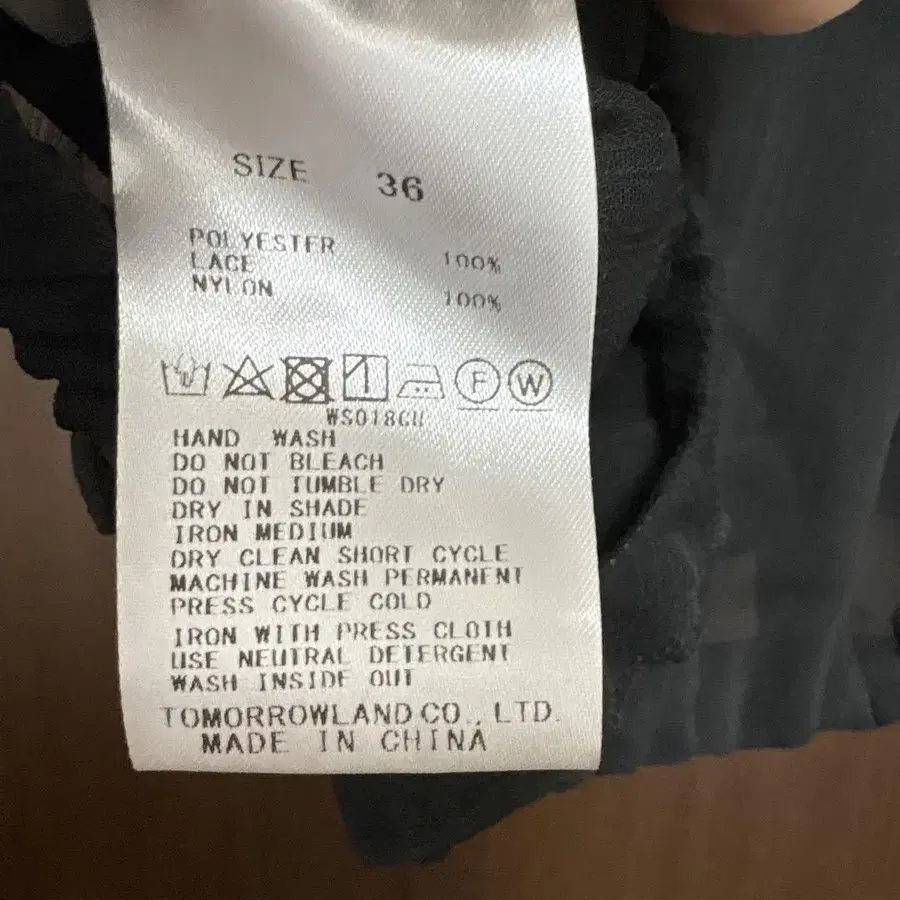 SIZE 36
POLYESTER 100%
LACE
NYLON 100%
F W
WS018CN
HAND WASH
DO NOT BLEACH
DO NOT TUMBLE DRY
DRY IN SHADE
IRON MEDIUM
DRY CLEAN SHORT CYCLE
MACHINE WASH PERMANENT
PRESS CYCLE COLD
IRON WITH PRESS CLOTH
USE NEUTRAL DETERGENT
WASH INSIDE OUT
TOMORROWLAND CO., LTD.
MADE IN CHINA